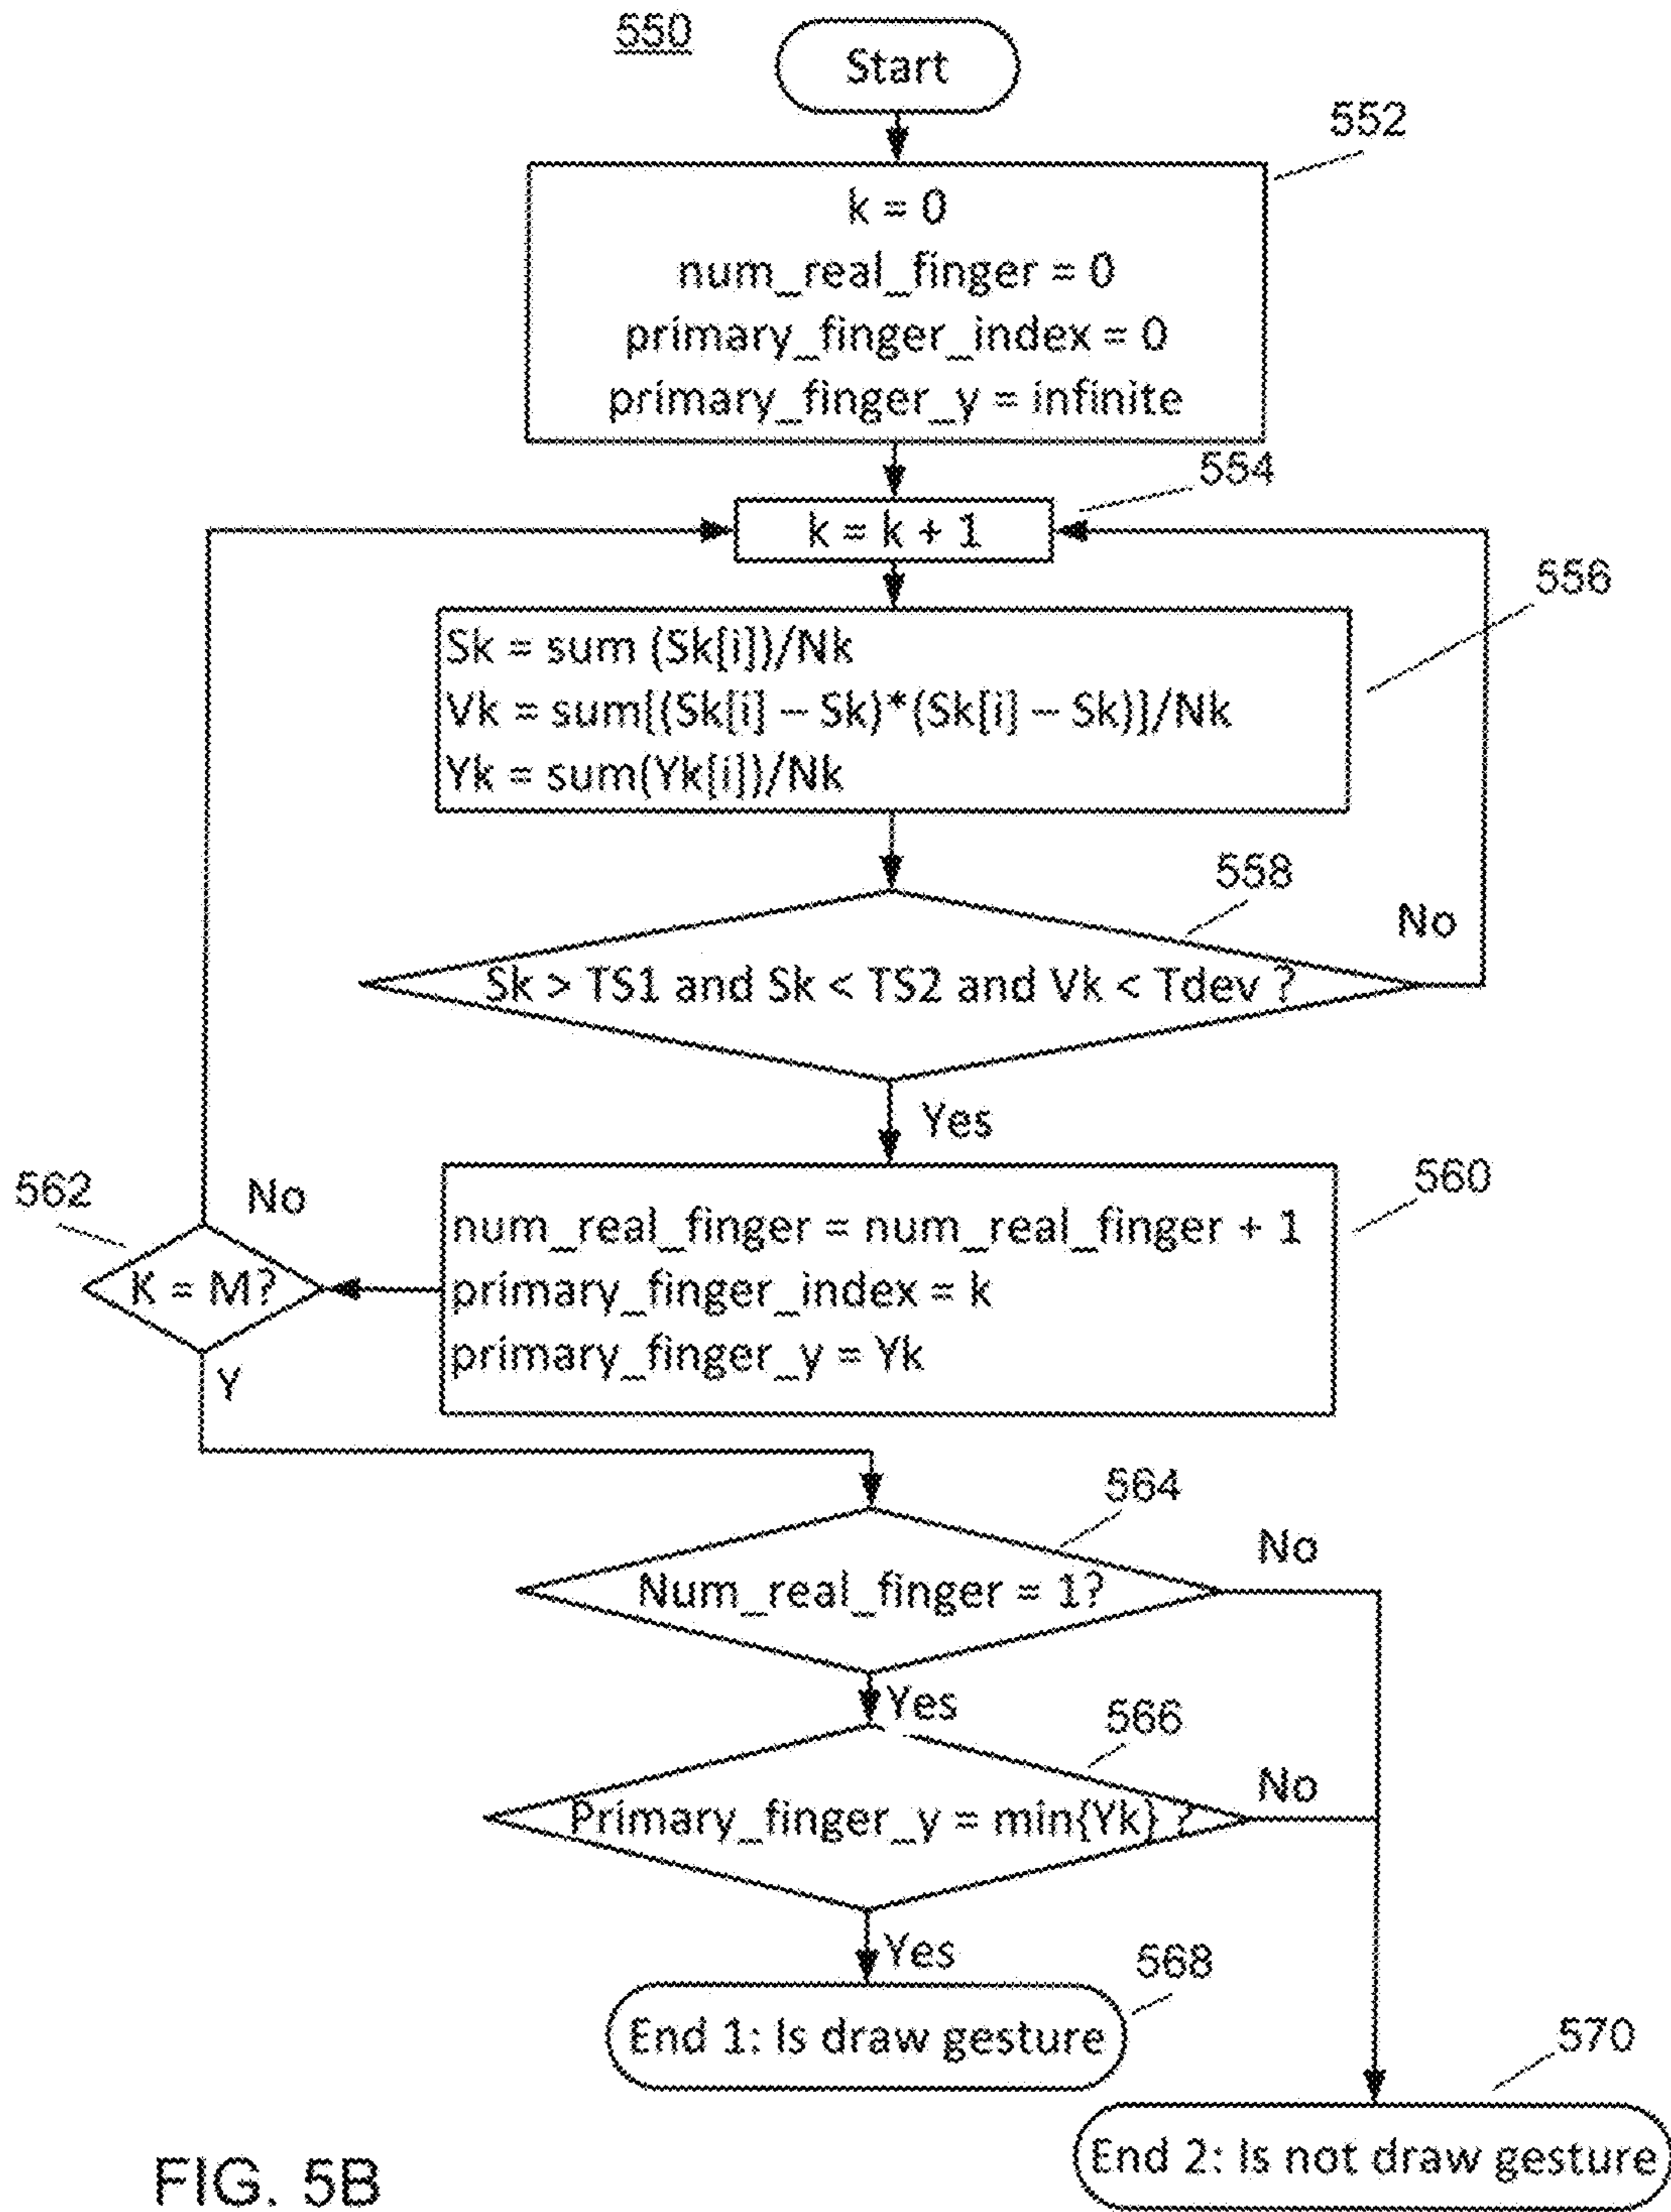 550
Start
552
k = 0
num_real_finger = 0
primary_finger_index = 0
primary_finger_y = infinite
554
k = k + 1
556
Sk = sum (Sk[i])/Nk
Vk = sum[(Sk[i] – Sk)*(Sk[i] – Sk)]/Nk
Yk = sum(Yk[i])/Nk
558
No
Sk > TS1 and Sk < TS2 and Vk < Tdev ?
Yes
562
No
560
num_real_finger = num_real_finger + 1
K = M?
primary_finger_index = k
primary_finger_y = Yk
Y
564
No
Num_real_finger = 1?
Yes
566
No
Primary_finger_y = min{Yk} ?
Yes
568
End 1: Is draw gesture
570
End 2: Is not draw gesture
FIG. 5B